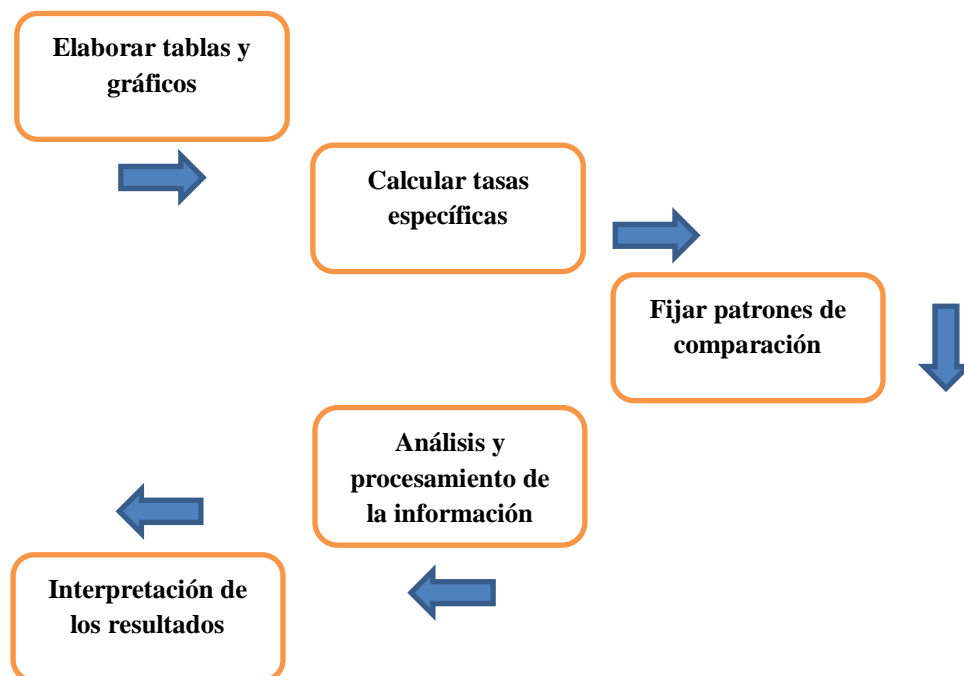 Elaborar tablas y
gráficos
Calcular tasas
específicas
Fijar patrones de
comparación
Análisis y
procesamiento de
la información
Interpretación de
los resultados